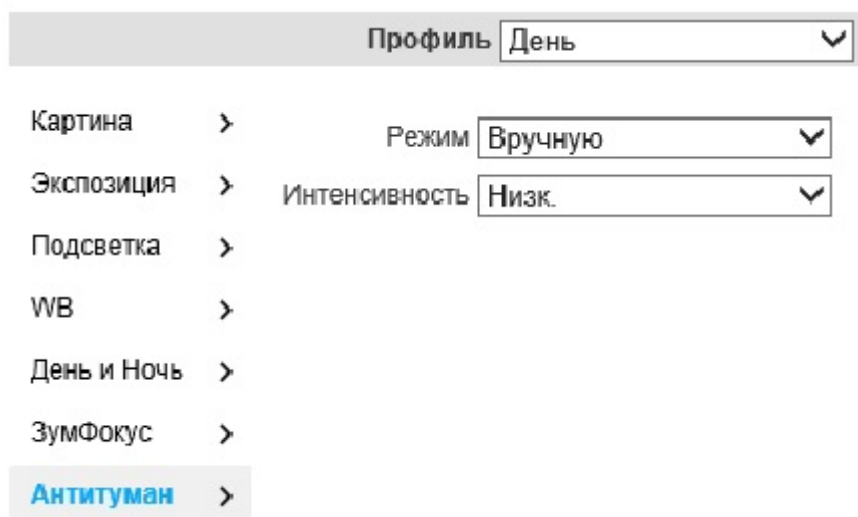 Профиль День
Картина
Режим Вручную
Экспозиция
Интенсивность Низк.
Подсветка
WB
День и Ночь
ЗумФокус
Антитуман